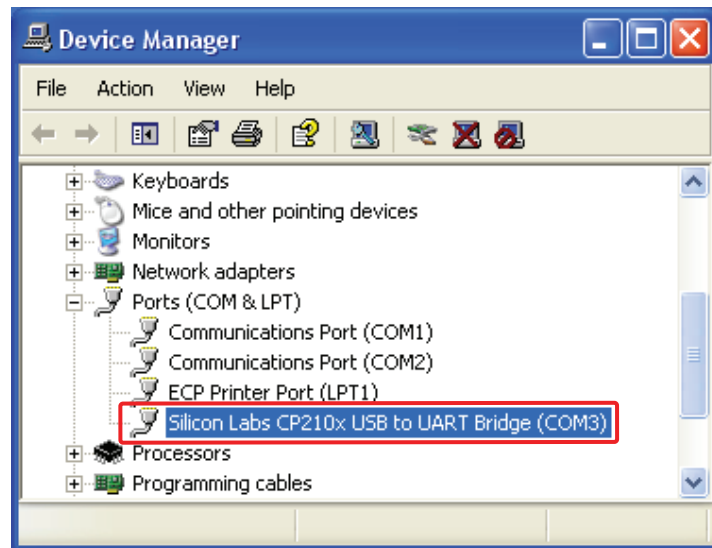 Device Manager
File Action View Help
Keyboards
Mice and other pointing devices
Monitors
Network adapters
Ports (COM & LPT)
Communications Port (COM1)
Communications Port (COM2)
ECP Printer Port (LPT1)
Silicon Labs CP210x USB to UART Bridge (COM3)
Processors
Programming cables